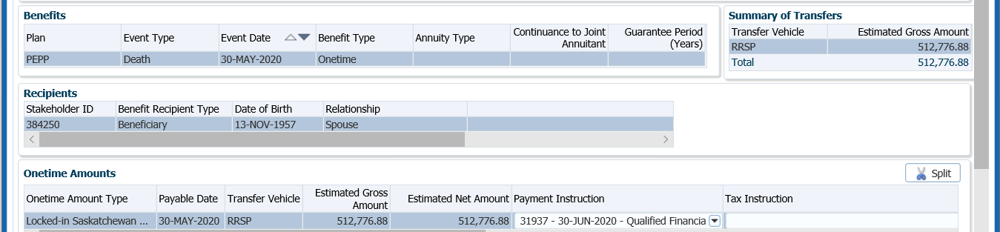 Benefits
Plan Event Type Event Date Benefit Type Annuity Type Continuance to Joint Annuitant Guarantee Period (Years)
PEPP Death 30-MAY-2020 Onetime
Summary of Transfers
Transfer Vehicle Estimated Gross Amount
RRSP 512,776.88
Total 512,776.88
Recipients
Stakeholder ID Benefit Recipient Type Date of Birth Relationship
384250 Beneficiary 13-NOV-1957 Spouse
Onetime Amounts
Split
Onetime Amount Type Payable Date Transfer Vehicle Estimated Gross Amount Estimated Net Amount Payment Instruction Tax Instruction
Locked-in Saskatchewan ... 30-MAY-2020 RRSP 512,776.88 512,776.88 31937 - 30-JUN-2020 - Qualified Financia